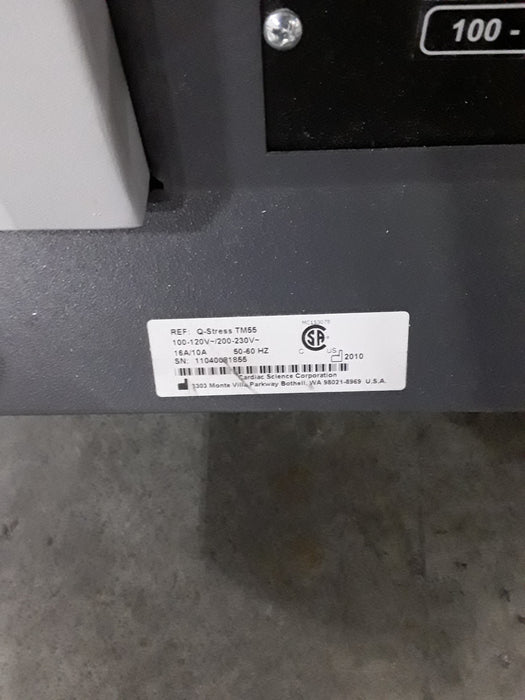 100 -
REF: Q-Stress TM55
100-120V~/200-230V~
16A/10A 50-60 HZ
SN:
SA
C US
2010
Cardiac Science Corporation
3303 Monte Villa Parkway Bothell, WA 98021-8969 U.S.A.